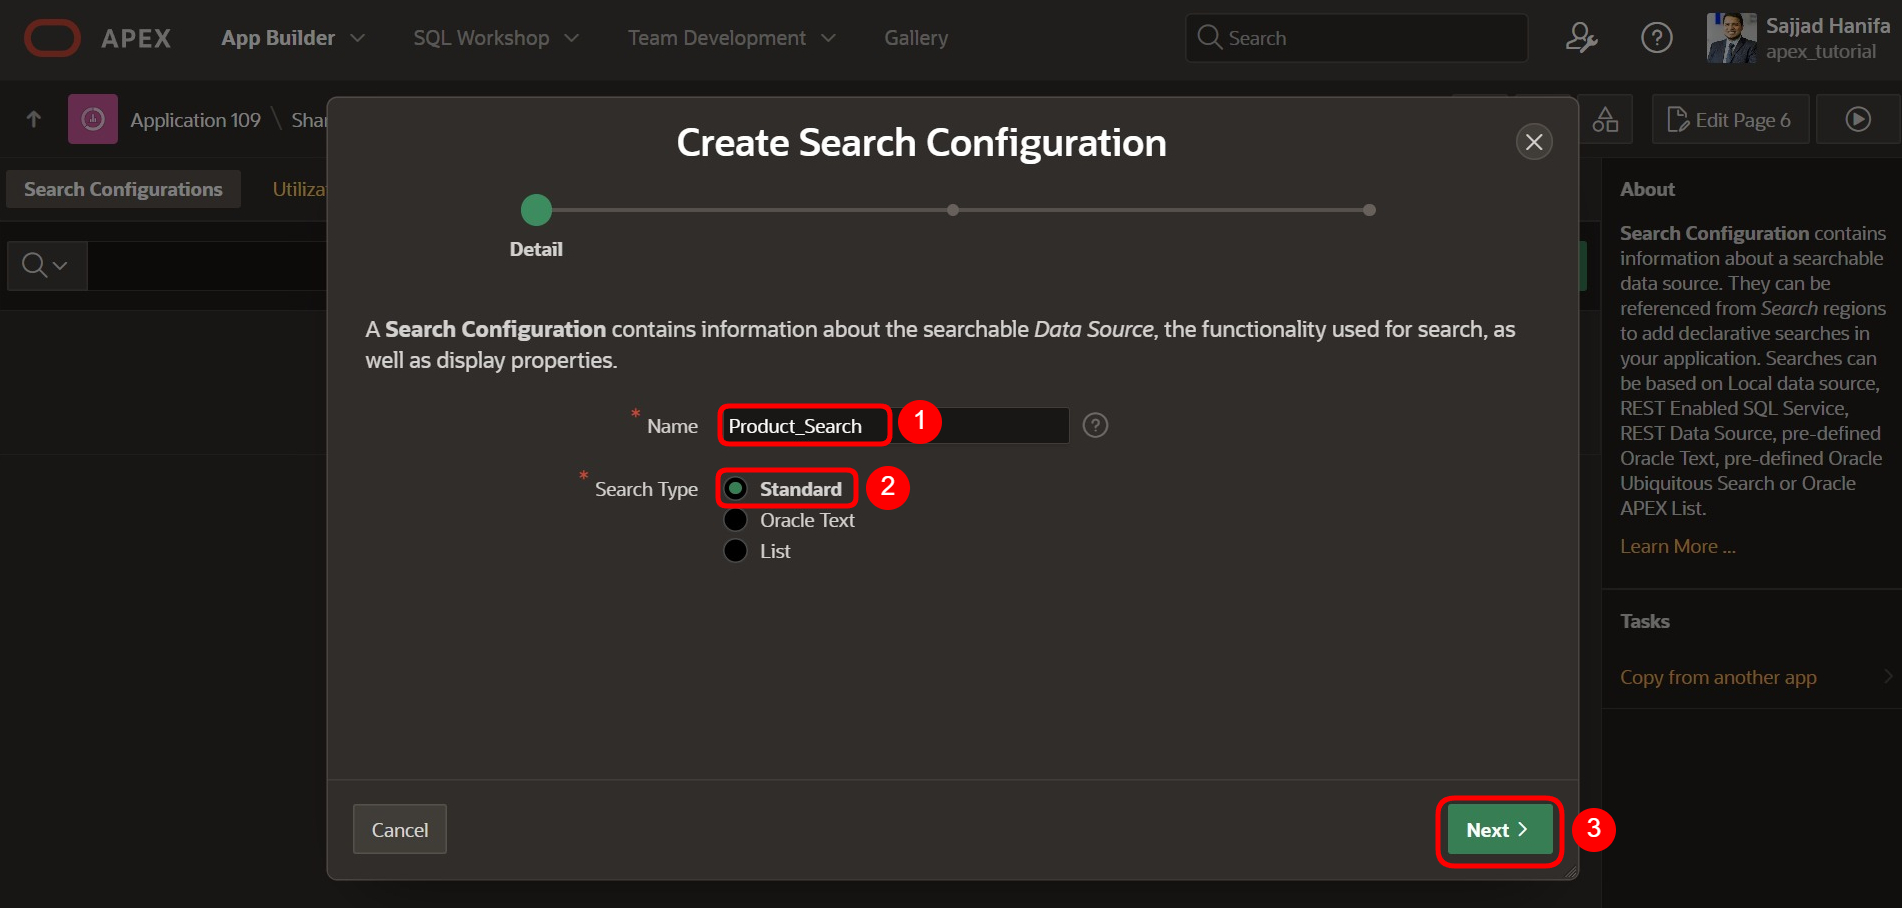 APEX App Builder SQL Workshop Team Development Gallery Search Sajjad Hanifa
apex_tutorial
Application 109 \ Shar
Edit Page 6
Search Configurations Utiliza
Create Search Configuration
Detail
A Search Configuration contains information about the searchable Data Source, the functionality used for search, as
well as display properties.
* Name Product_Search 1 ?
* Search Type Standard 2
Oracle Text
List
Cancel
Next 3
About
Search Configuration contains
information about a searchable
data source. They can be
referenced from Search regions
to add declarative searches in
your application. Searches can
be based on Local data source,
REST Enabled SQL Service,
REST Data Source, pre-defined
Oracle Text, pre-defined Oracle
Ubiquitous Search or Oracle
APEX List.
Learn More ...
Tasks
Copy from another app